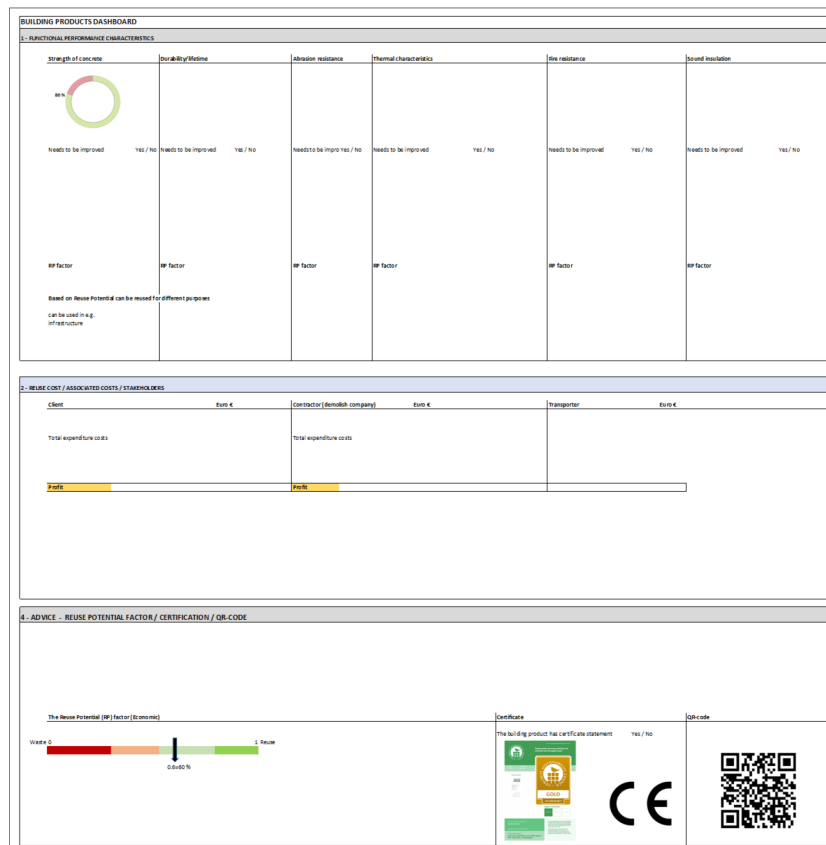 BUILDING PRODUCTS DASHBOARD
1 - FUNCTIONAL PERFORMANCE CHARACTERISTICS
Strength of concrete Durability/lifetime Abrasion resistance Thermal characteristics Fire resistance Sound insulation
80 %
Needs to be improved Yes / No Needs to be improved Yes / No Needs to be impro Yes / No Needs to be improved Yes / No Needs to be improved Yes / No Needs to be improved Yes / No
RP factor RP factor RP factor RP factor RP factor RP factor
Based on Reuse Potential can be reused for different purposes
can be used in e.g.
infrastructure
2 - REUSE COST / ASSOCIATED COSTS / STAKEHOLDERS
Client Euro € Contractor (demolish company) Euro € Transporter Euro €
Total expenditure costs Total expenditure costs
Profit Profit
4 - ADVICE - REUSE POTENTIAL FACTOR / CERTIFICATION / QR-CODE
The Reuse Potential (RP) factor (Economic) Certificate QR-code
The building product has certificate statement Yes / No
Waste 0 1 Reuse
0.6=60 %
GOLD
CE